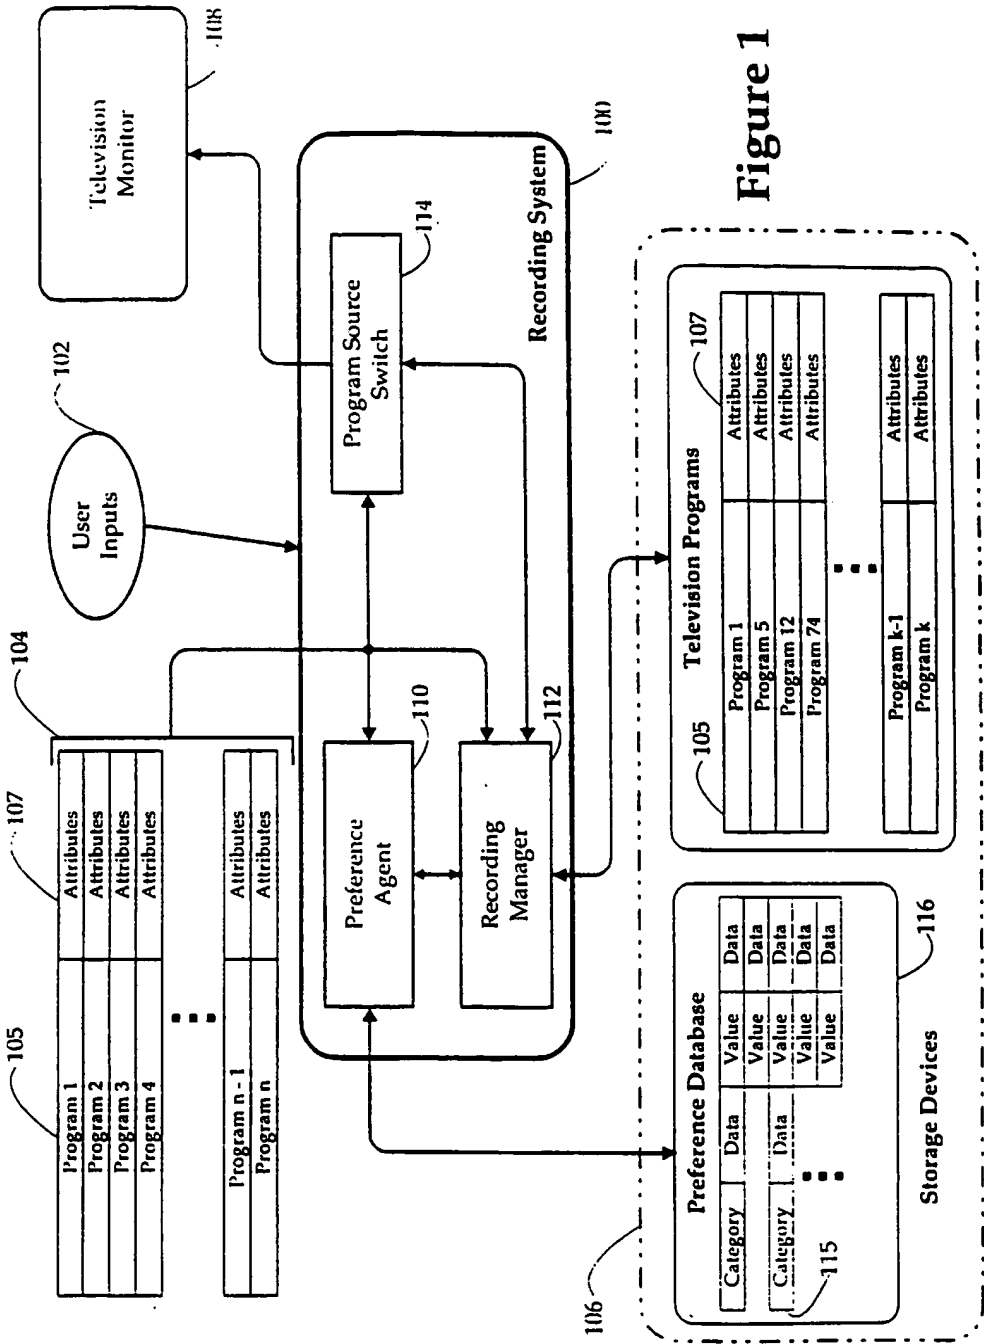 105
107
104
Program 1 Attributes
Program 2 Attributes
Program 3 Attributes
Program 4 Attributes
Program n - 1 Attributes
Program n Attributes
User
Inputs
102
Television
Monitor
108
Preference
Agent
110
Recording
Manager
112
Program Source
Switch
114
Recording System
100
106
Preference Database
Category Data Value Data
Value Data
Category Data Value Data
Value Data
Value Data
115
116
Storage Devices
Television Programs
105
107
Program 1 Attributes
Program 5 Attributes
Program 12 Attributes
Program 74 Attributes
Program k-1 Attributes
Program k Attributes
Figure 1